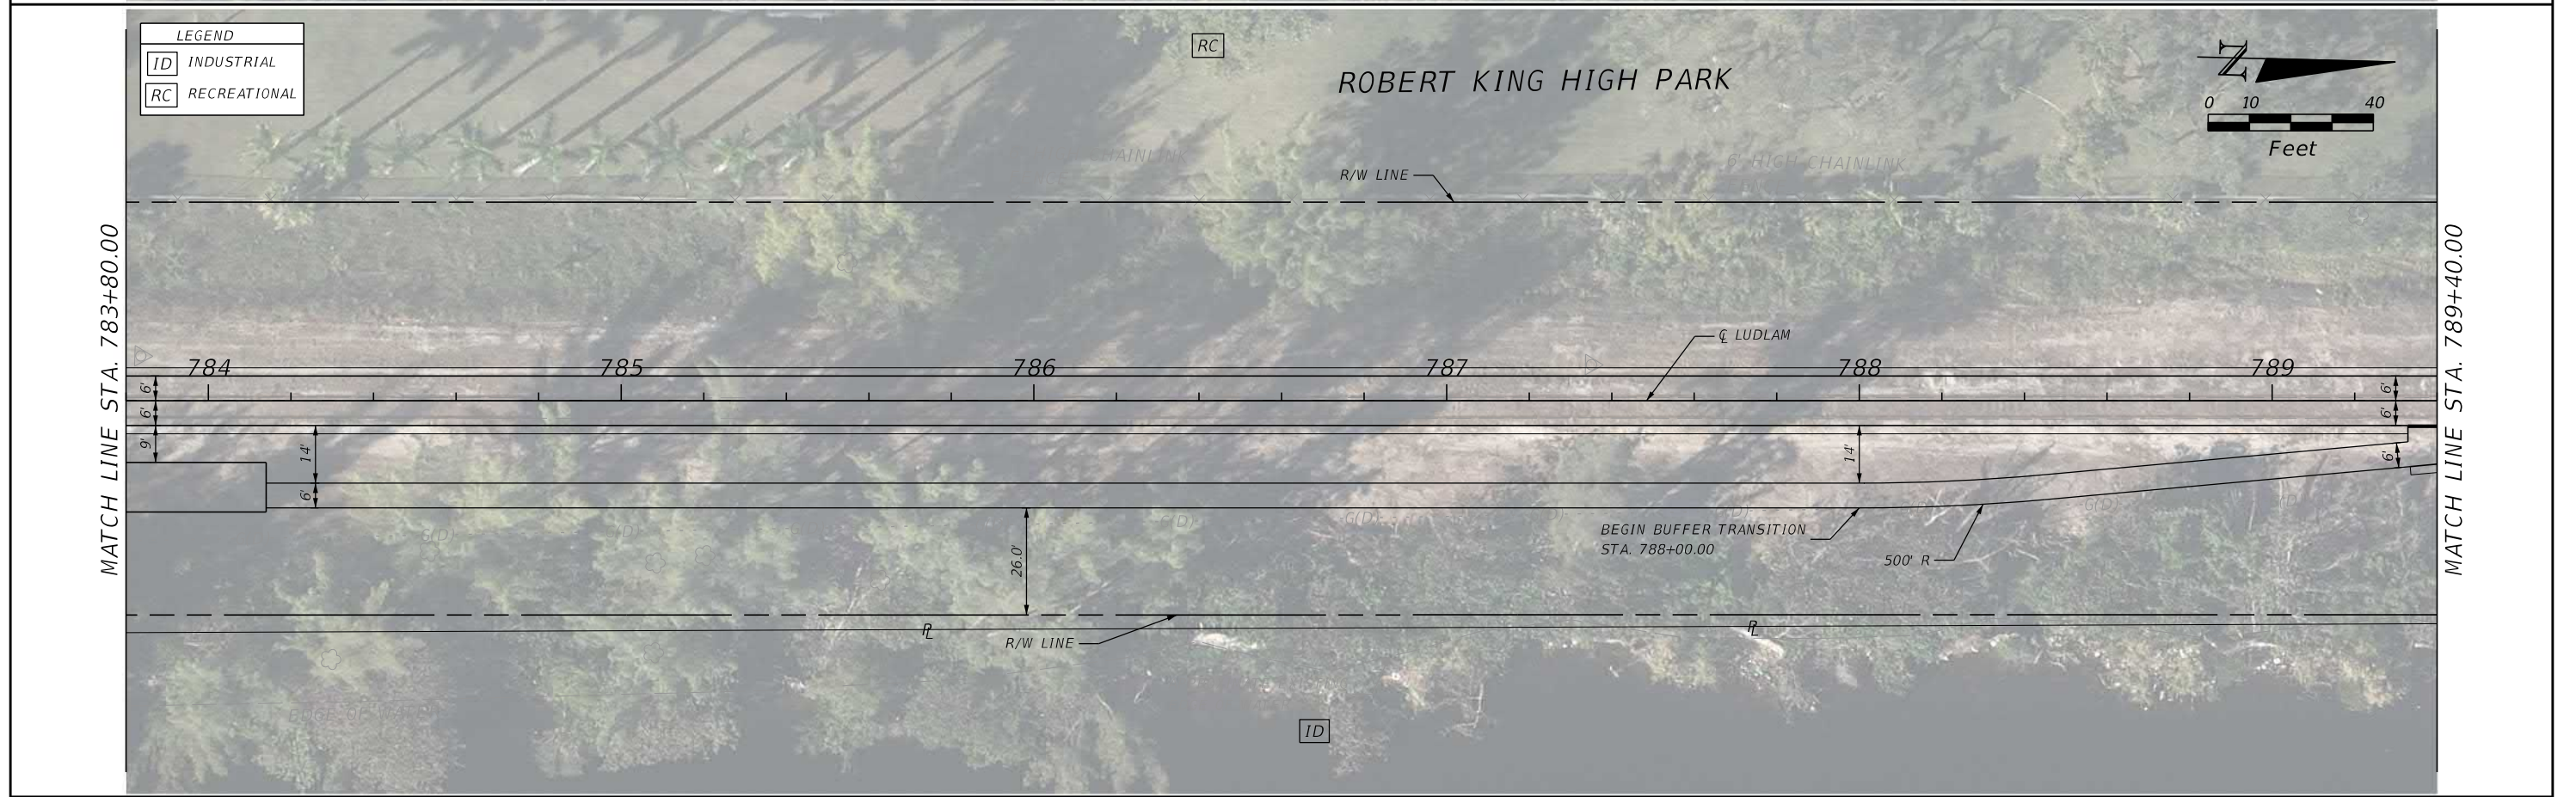 LEGEND
ID INDUSTRIAL
RC RECREATIONAL
RC
ROBERT KING HIGH PARK
N
0 10 40
Feet
CHAINLINK
6' HIGH CHAINLINK
R/W LINE
MATCH LINE STA. 783+80.00
MATCH LINE STA. 789+40.00
℄ LUDLAM
784 785 786 787 788 789
6'
6'
9'
14'
6'
14'
6'
6'
6'
G(D)
G(D)
G(D)
26.0'
BEGIN BUFFER TRANSITION
STA. 788+00.00
500' R
R/W LINE
PL
PL
ID